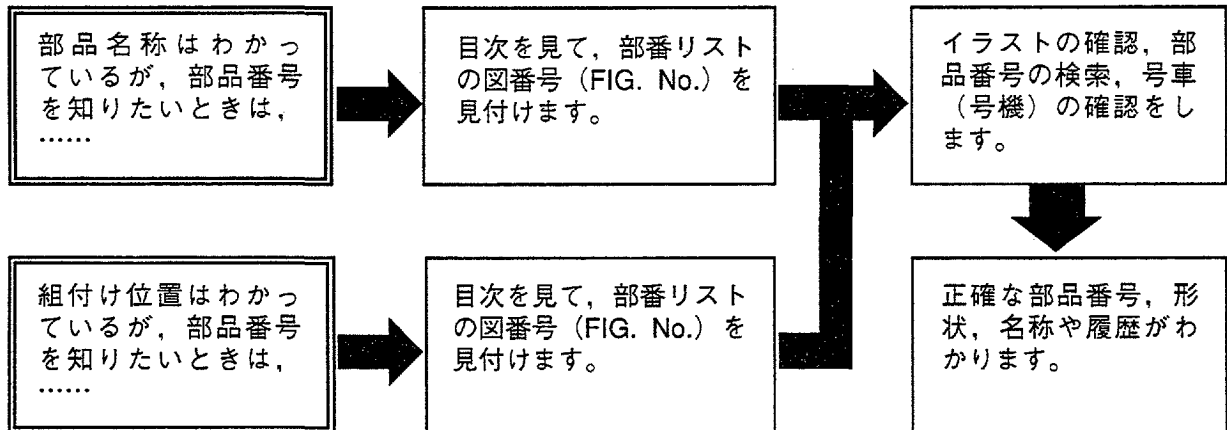 部品名称はわかっ
ているが，部品番号
を知りたいときは，
……
目次を見て，部番リスト
の図番号（FIG. No.）を
見付けます。
イラストの確認，部
品番号の検索，号車
（号機）の確認をし
ます。
組付け位置はわかっ
ているが，部品番号
を知りたいときは，
……
目次を見て，部番リスト
の図番号（FIG. No.）を
見付けます。
正確な部品番号，形
状，名称や履歴がわ
かります。